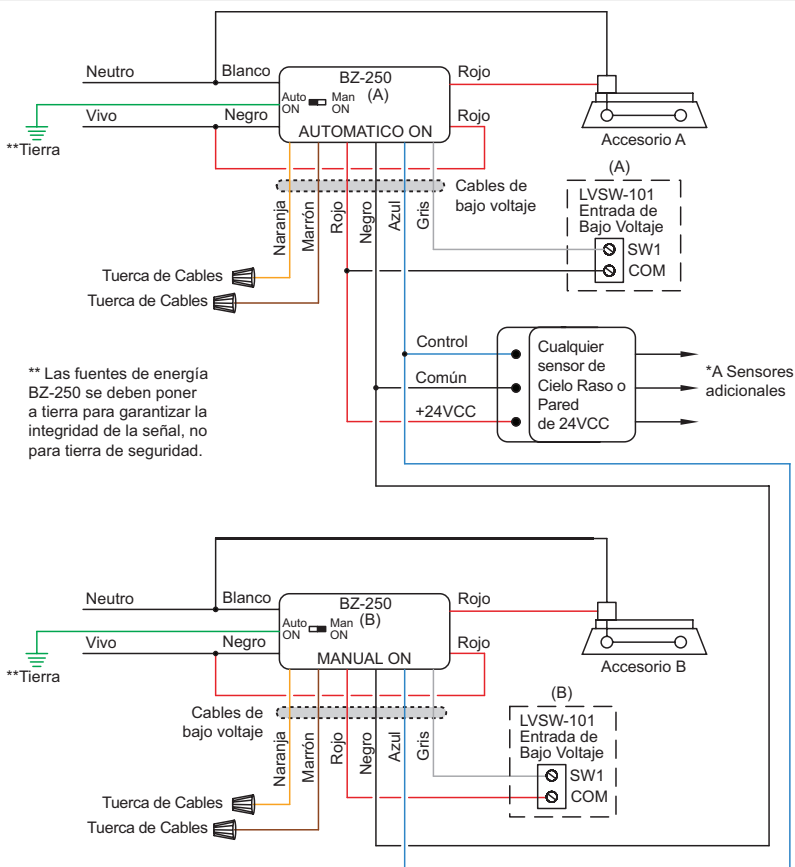 Neutro
Blanco
BZ-250
(A)
Auto
ON
Man
ON
AUTOMATICO ON
Rojo
Vivo
Negro
Rojo
**Tierra
Accesorio A
Naranja
Marrón
Rojo
Negro
Azul
Gris
Cables de
bajo voltaje
(A)
LVSW-101
Entrada de
Bajo Voltaje
SW1
COM
Tuerca de Cables
Tuerca de Cables
** Las fuentes de energía
BZ-250 se deben poner
a tierra para garantizar la
integridad de la señal, no
para tierra de seguridad.
Control
Común
+24VCC
Cualquier
sensor de
Cielo Raso o
Pared
de 24VCC
*A Sensores
adicionales
Neutro
Blanco
BZ-250
(B)
Auto
ON
Man
ON
MANUAL ON
Rojo
Vivo
Negro
Rojo
**Tierra
Accesorio B
Cables de
bajo voltaje
Naranja
Marrón
Rojo
Negro
Azul
Gris
(B)
LVSW-101
Entrada de
Bajo Voltaje
SW1
COM
Tuerca de Cables
Tuerca de Cables